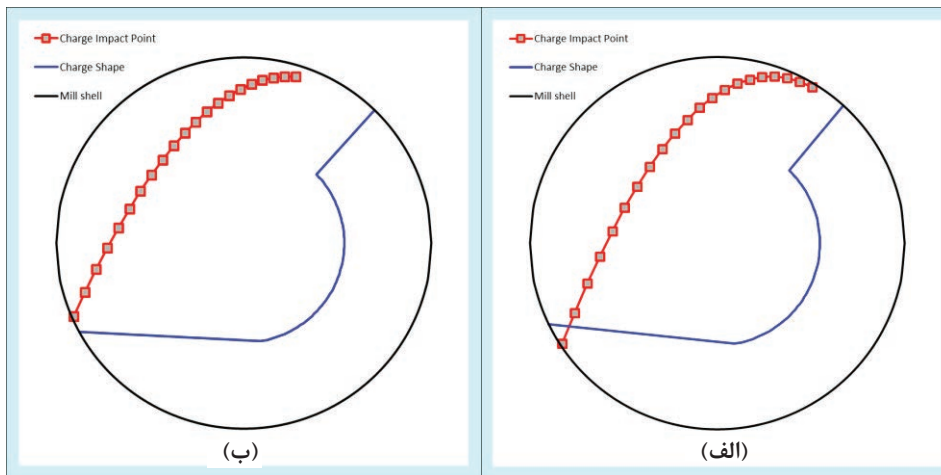 Charge Impact Point
Charge Shape
Mill shell
(ب)
Charge Impact Point
Charge Shape
Mill shell
(الف)